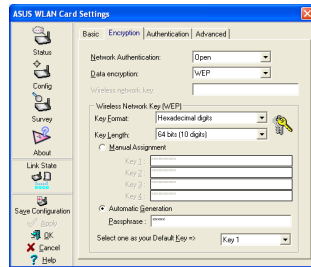 ASUS WLAN Card Settings
Status
Config
Survey
About
Link State
Save Configuration
Apply
OK
Cancel
Help
Basic Encryption Authentication Advanced
Network Authentication: Open
Data encryption: WEP
Wireless network key:
Wireless Network Key (WEP)
Key Format: Hexadecimal digits
Key Length: 64 bits (10 digits)
Manual Assignment
Key 1 : **********
Key 2 : **********
Key 3 : **********
Key 4 : **********
Automatic Generation
Passphrase : *****
Select one as your Default Key => Key 1